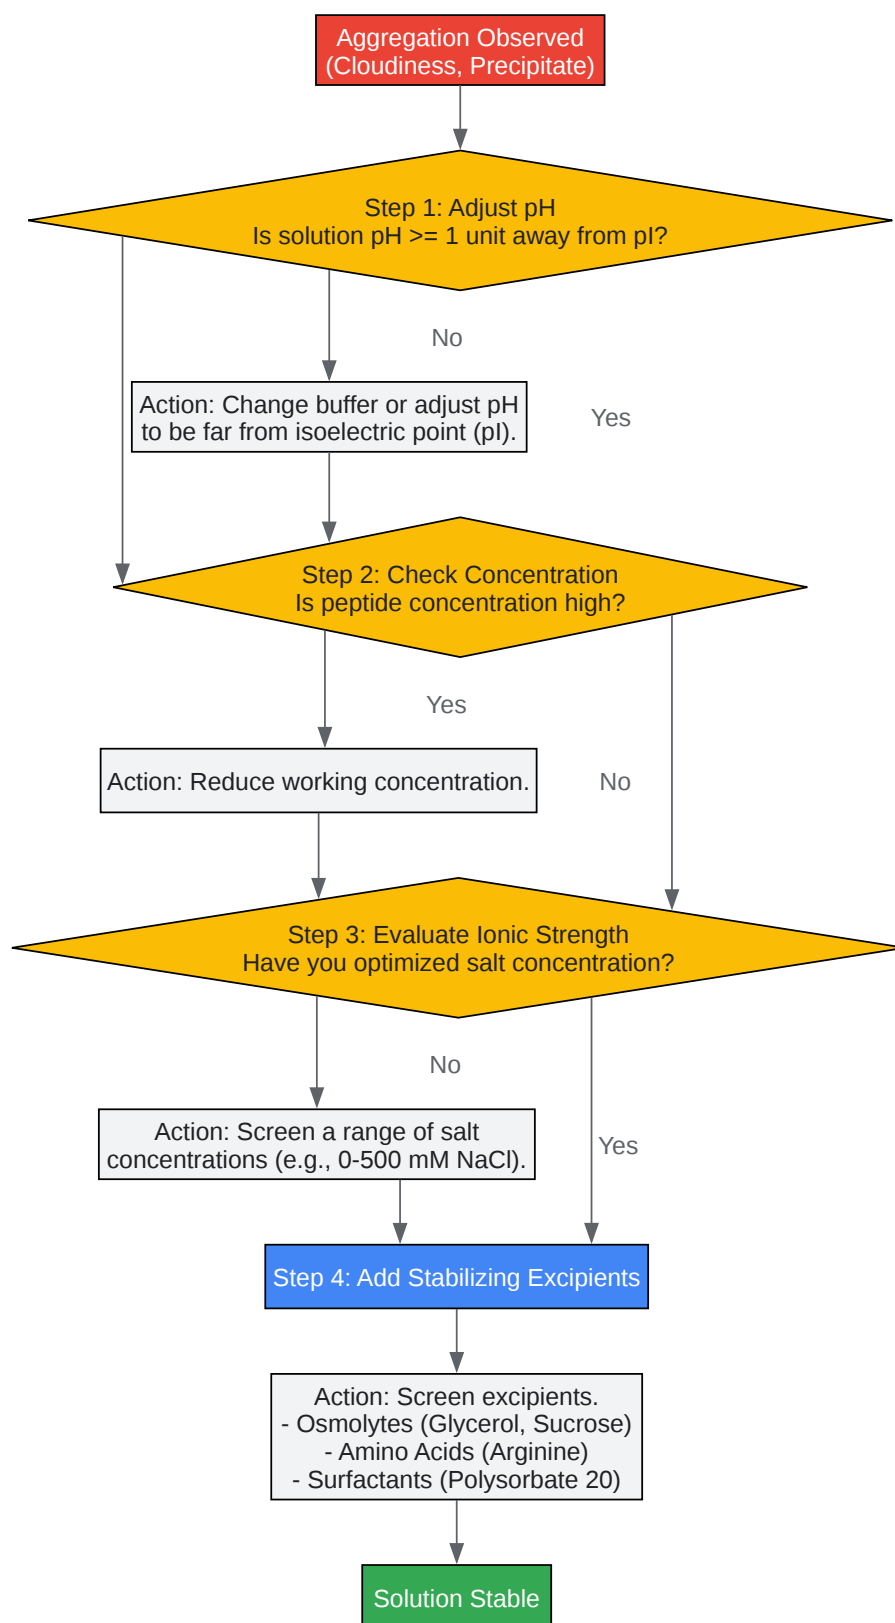 Aggregation Observed
(Cloudiness, Precipitate)
Step 1: Adjust pH
Is solution pH >= 1 unit away from pI?
No
Action: Change buffer or adjust pH
to be far from isoelectric point (pI).
Yes
Step 2: Check Concentration
Is peptide concentration high?
Yes
Action: Reduce working concentration.
No
Step 3: Evaluate Ionic Strength
Have you optimized salt concentration?
No
Action: Screen a range of salt
concentrations (e.g., 0-500 mM NaCl).
Yes
Step 4: Add Stabilizing Excipients
Action: Screen excipients.
- Osmolytes (Glycerol, Sucrose)
- Amino Acids (Arginine)
- Surfactants (Polysorbate 20)
Solution Stable